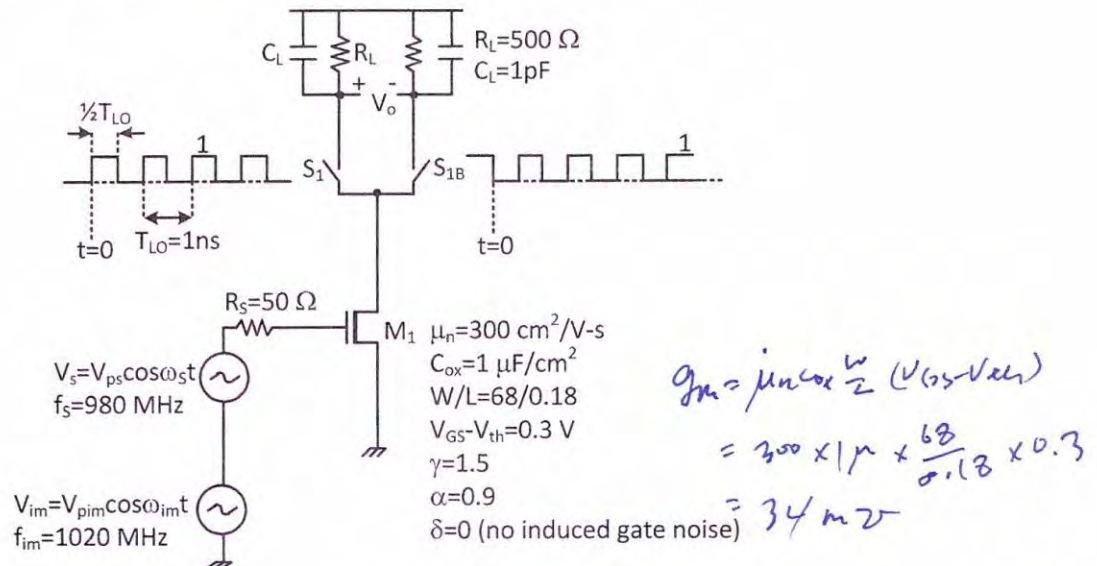 C_L
R_L
R_L=500 Ω
C_L=1pF
+ V_o -
½T_LO
1
S_1
S_1B
1
t=0
T_LO=1ns
t=0
R_S=50 Ω
M_1
μ_n=300 cm²/V-s
C_ox=1 μF/cm²
W/L=68/0.18
V_GS-V_th=0.3 V
γ=1.5
α=0.9
δ=0 (no induced gate noise)
V_s=V_ps cosω_s t
f_S=980 MHz
V_im=V_pim cosω_im t
f_im=1020 MHz
g_m = μ_n c_ox W/L (V_GS-V_th)
= 300 × 1μ × 68/0.18 × 0.3
= 34 m℧